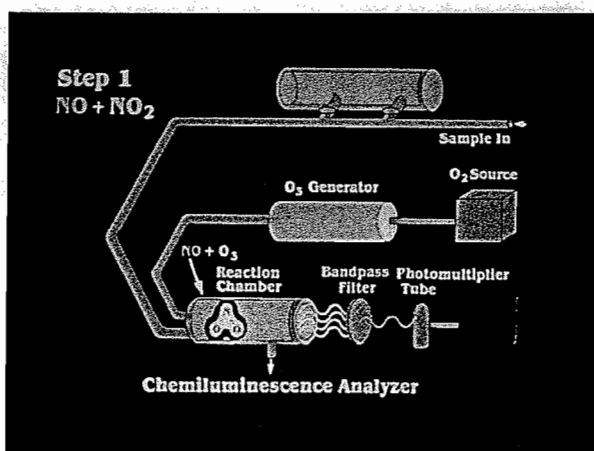 Step 1
NO + NO₂
Sample In
O₂ Source
O₃ Generator
NO + O₃
Reaction
Chamber
Bandpass
Filter
Photomultiplier
Tube
Chemiluminescence Analyzer